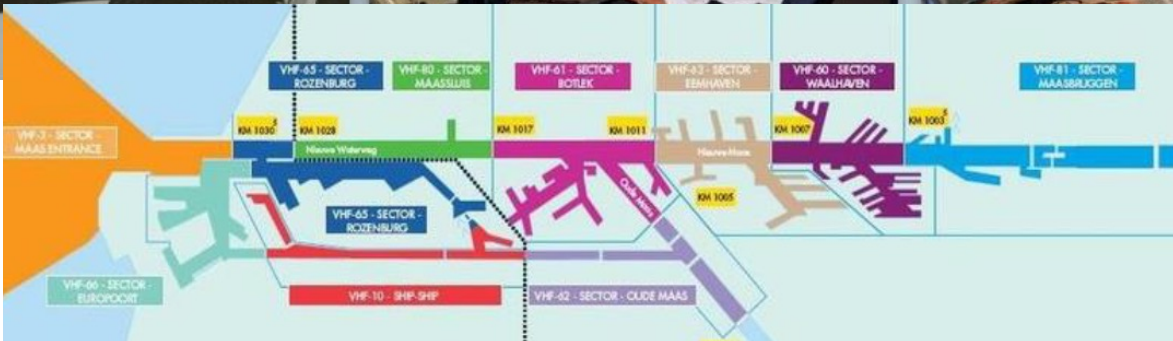 VHF-65 - SECTOR -
ROZENBURG
VHF-80 - SECTOR -
MAASSLUIS
VHF-61 - SECTOR -
BOTLEK
VHF-63 - SECTOR -
EEMHAVEN
VHF-60 - SECTOR -
WAALHAVEN
VHF-81 - SECTOR -
MAASBRUGGEN
VHF-3 - SECTOR -
MAAS ENTRANCE
KM 1030⁵
KM 1028
KM 1017
KM 1011
KM 1007
KM 1003⁵
Nieuwe Waterweg
Nieuwe Maas
Oude Maas
KM 1005
VHF-65 - SECTOR -
ROZENBURG
VHF-66 - SECTOR -
EUROPOORT
VHF-10 - SHIP-SHIP
VHF-62 - SECTOR - OUDE MAAS